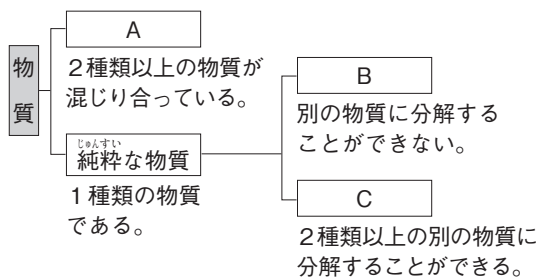 物質
A
2種類以上の物質が
混じり合っている。
じゅんすい
純粋な物質
1種類の物質
である。
B
別の物質に分解する
ことができない。
C
2種類以上の別の物質に
分解することができる。